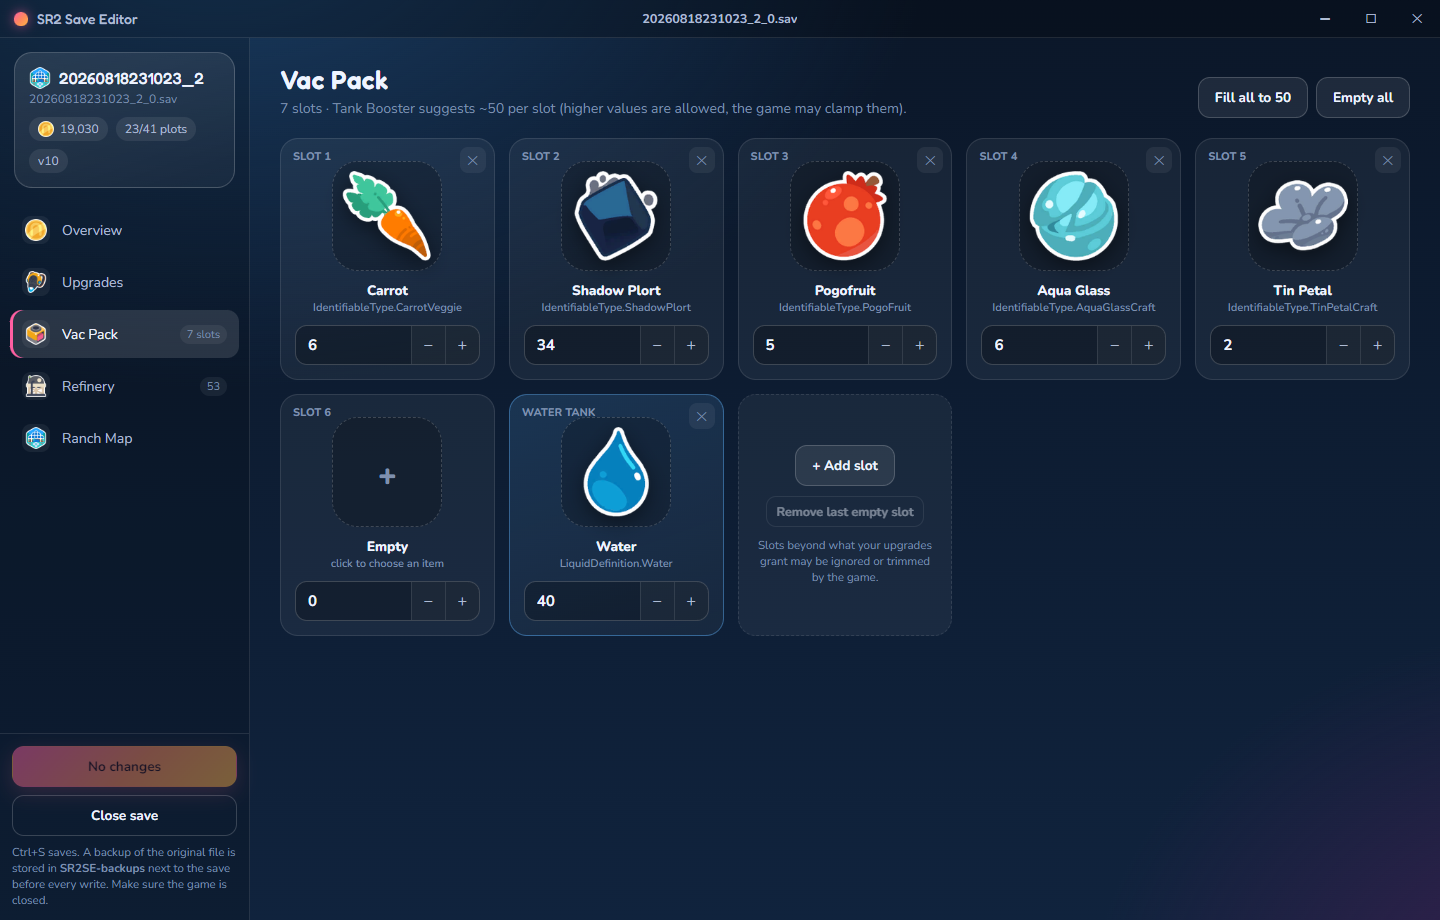 SR2 Save Editor
20260818231023_2_0.sav
20260818231023_2
20260818231023_2_0.sav
19,030
23/41 plots
v10
Overview
Upgrades
Vac Pack
7 slots
Refinery
53
Ranch Map
No changes
Close save
Ctrl+S saves. A backup of the original file is
stored in SR2SE-backups next to the save
before every write. Make sure the game is
closed.
Vac Pack
7 slots · Tank Booster suggests ~50 per slot (higher values are allowed, the game may clamp them).
Fill all to 50
Empty all
SLOT 1
Carrot
IdentifiableType.CarrotVeggie
6
SLOT 2
Shadow Plort
IdentifiableType.ShadowPlort
34
SLOT 3
Pogofruit
IdentifiableType.PogoFruit
5
SLOT 4
Aqua Glass
IdentifiableType.AquaGlassCraft
6
SLOT 5
Tin Petal
IdentifiableType.TinPetalCraft
2
SLOT 6
Empty
click to choose an item
0
WATER TANK
Water
LiquidDefinition.Water
40
+ Add slot
Remove last empty slot
Slots beyond what your upgrades
grant may be ignored or trimmed
by the game.